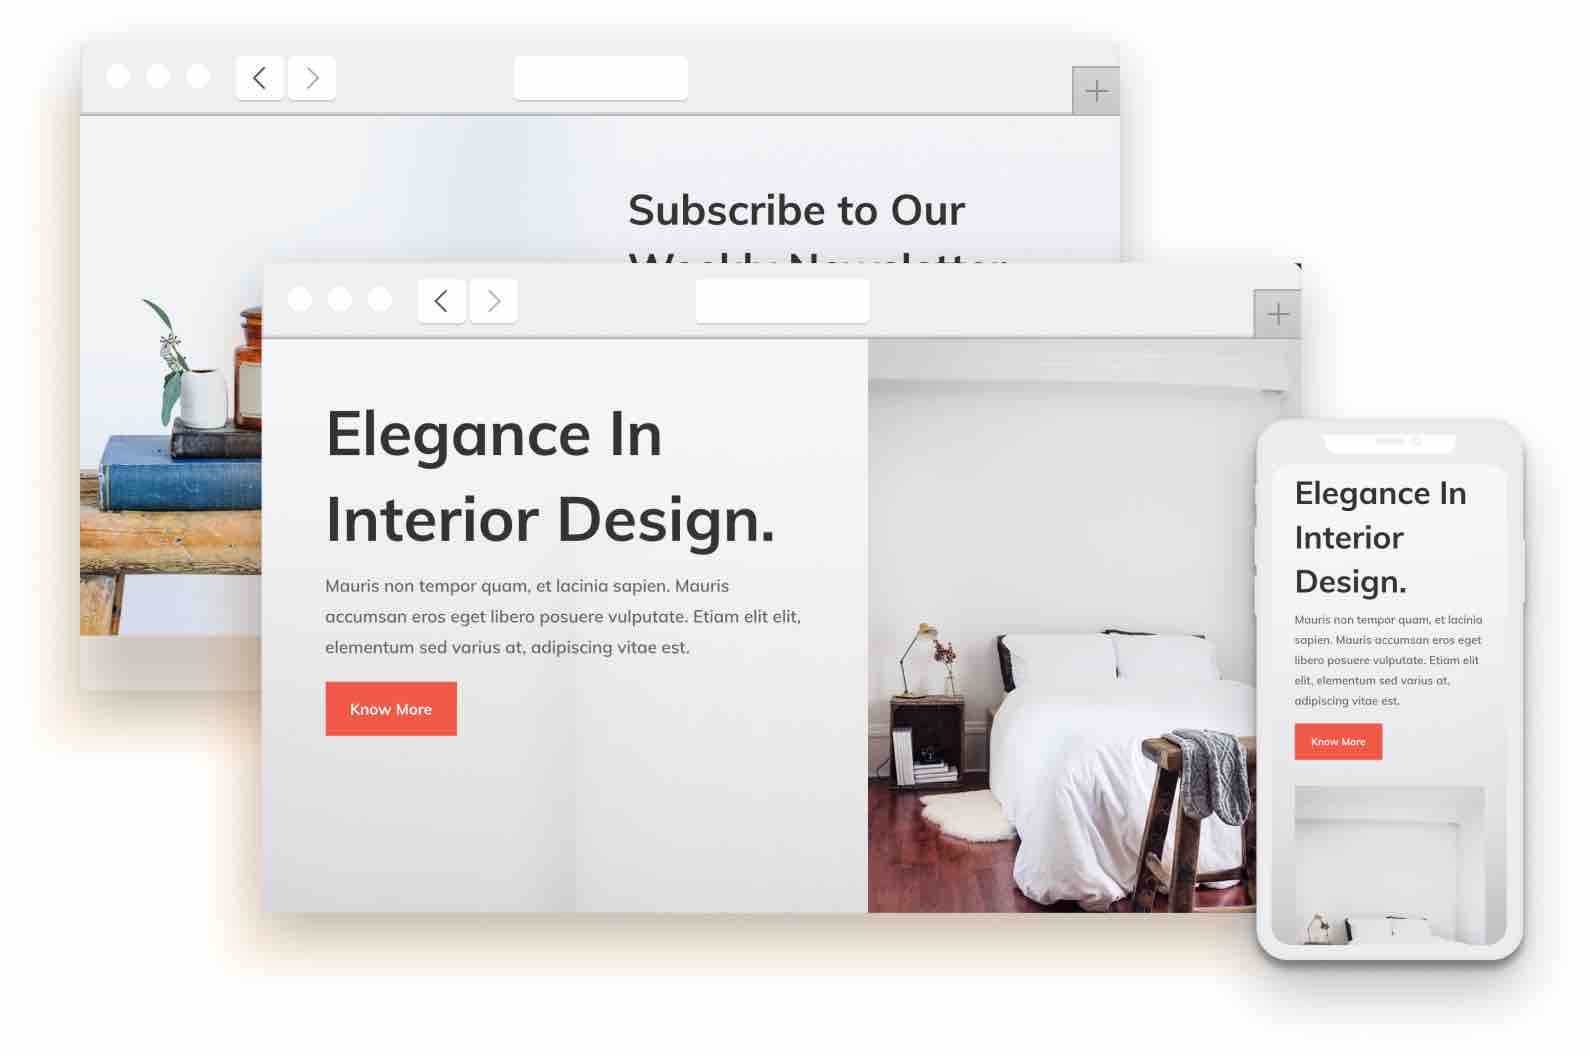 Subscribe to Our
Weekly Newsletter
Elegance In
Interior Design.
Mauris non tempor quam, et lacinia sapien. Mauris
accumsan eros eget libero posuere vulputate. Etiam elit elit,
elementum sed varius at, adipiscing vitae est.
Know More
Elegance In
Interior
Design.
Mauris non tempor quam, et lacinia
sapien. Mauris accumsan eros eget
libero posuere vulputate. Etiam elit
elit, elementum sed varius at,
adipiscing vitae est.
Know More